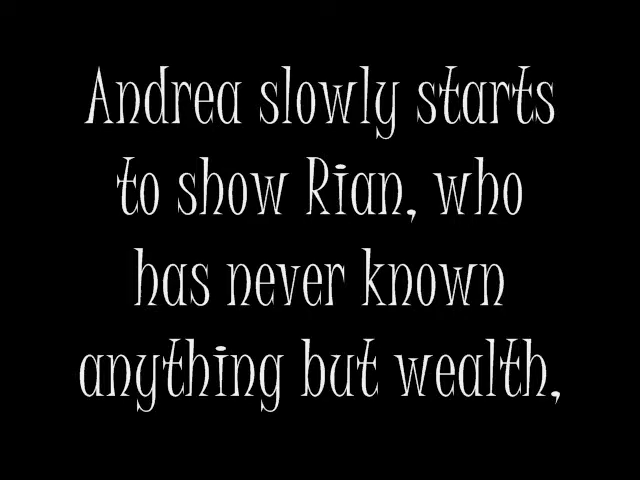 Andrea slowly starts
to show Rian, who
has never known
anything but wealth,